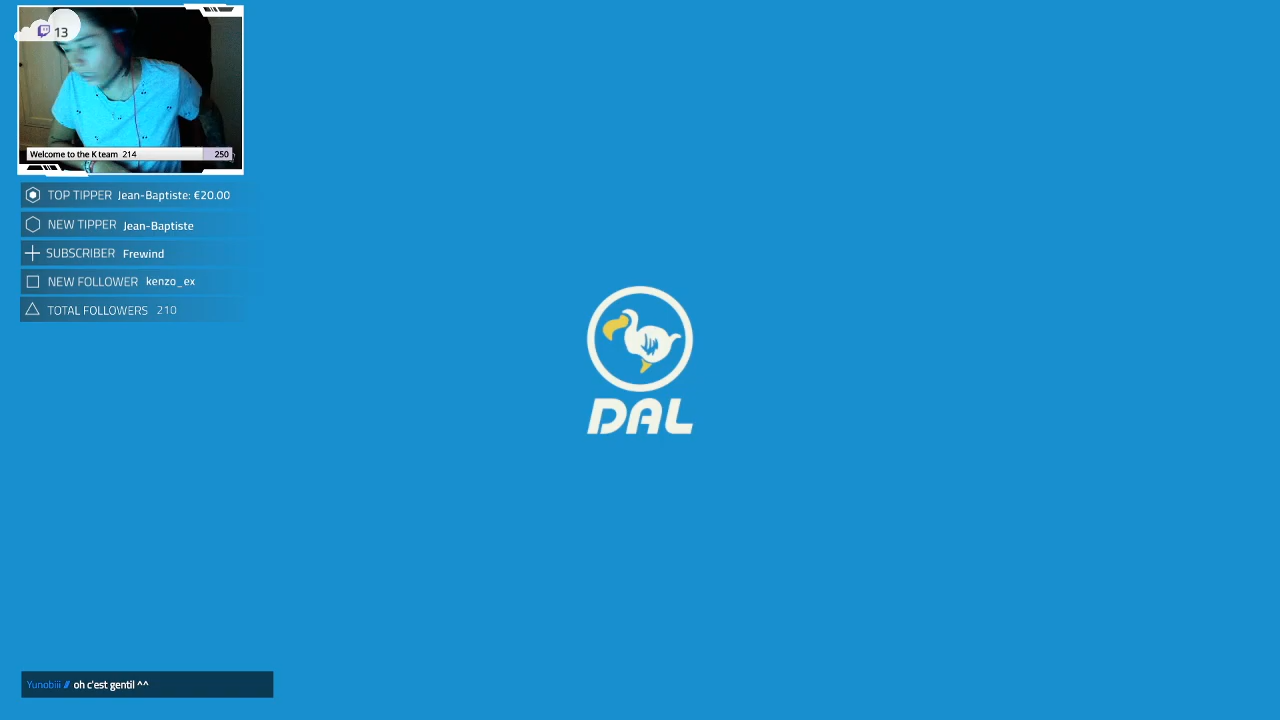 13
Welcome to the K team 214 250
TOP TIPPER Jean-Baptiste: €20.00
NEW TIPPER Jean-Baptiste
SUBSCRIBER Frewind
NEW FOLLOWER kenzo_ex
TOTAL FOLLOWERS 210
DAL
Yunobiii // oh c'est gentil ^^